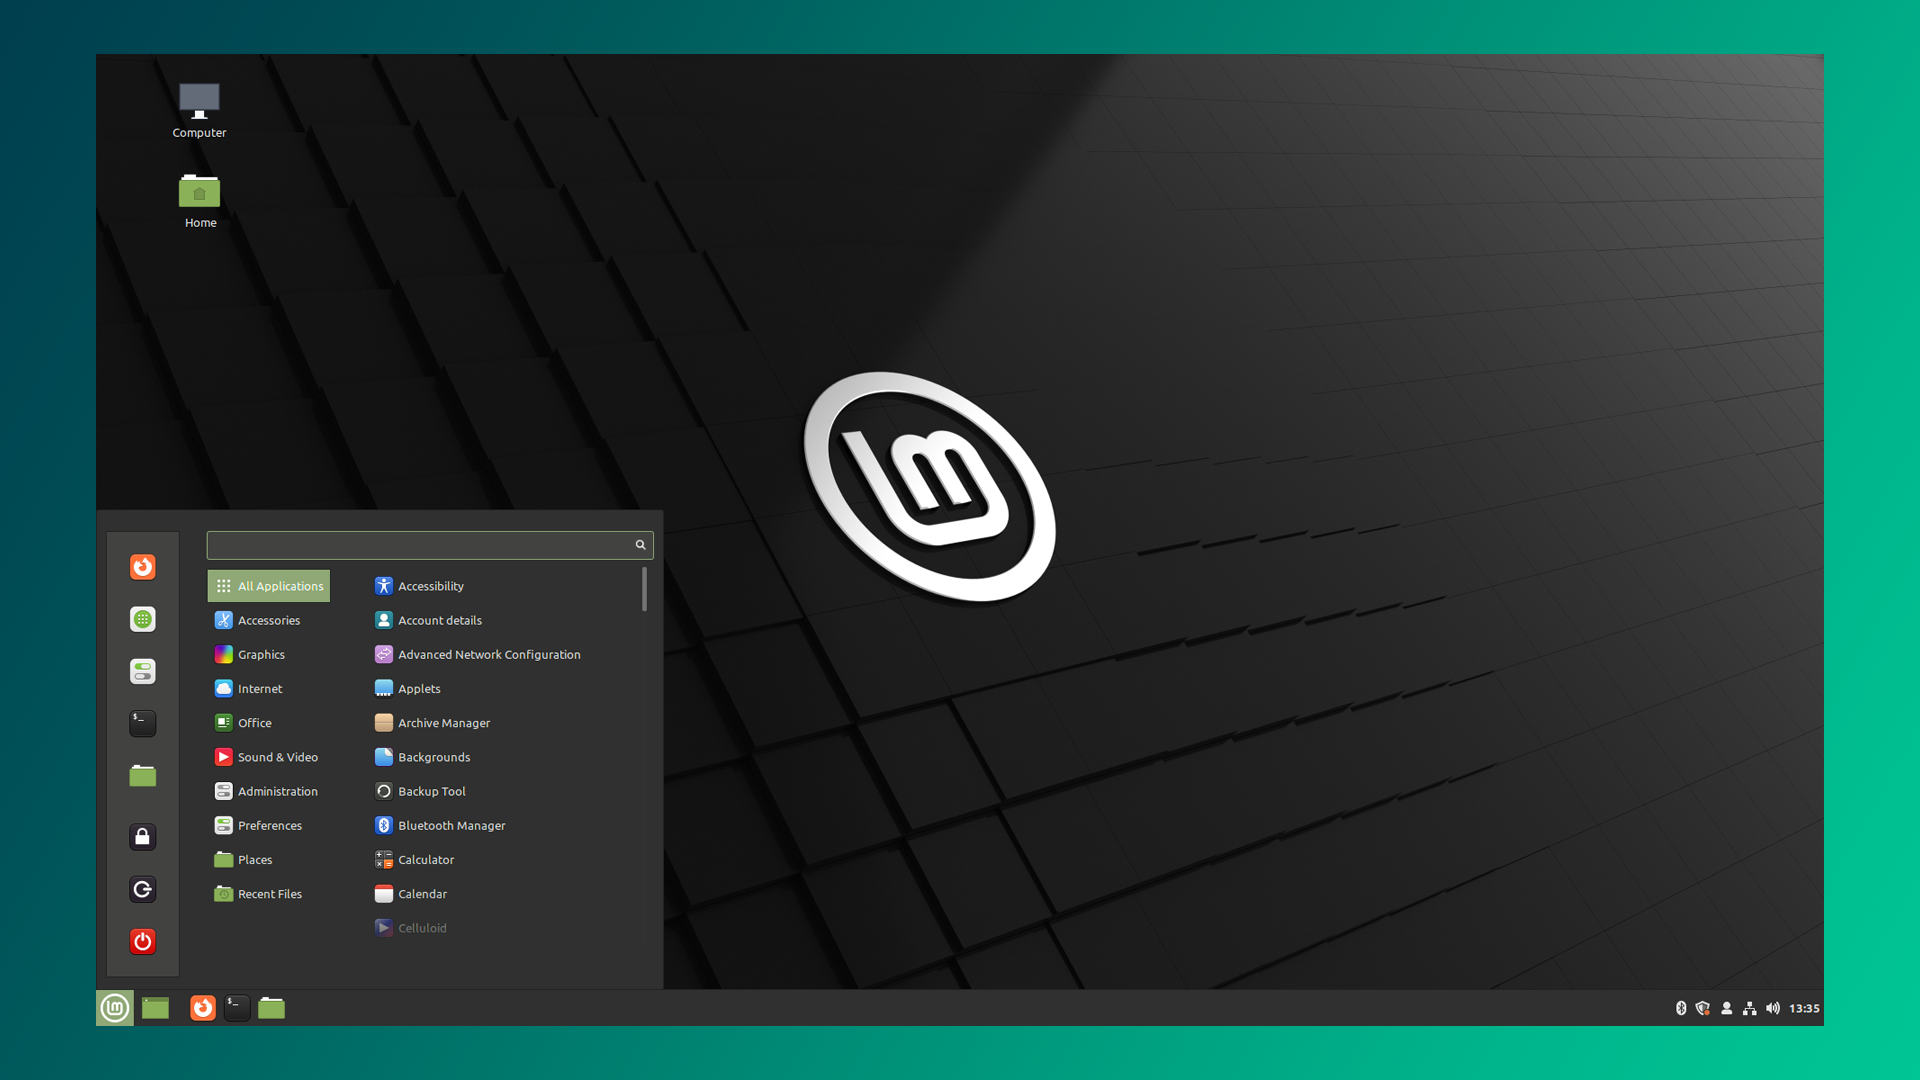 Computer
Home
All Applications
Accessories
Graphics
Internet
Office
Sound & Video
Administration
Preferences
Places
Recent Files
Accessibility
Account details
Advanced Network Configuration
Applets
Archive Manager
Backgrounds
Backup Tool
Bluetooth Manager
Calculator
Calendar
Celluloid
lm
$_
$_
13:35